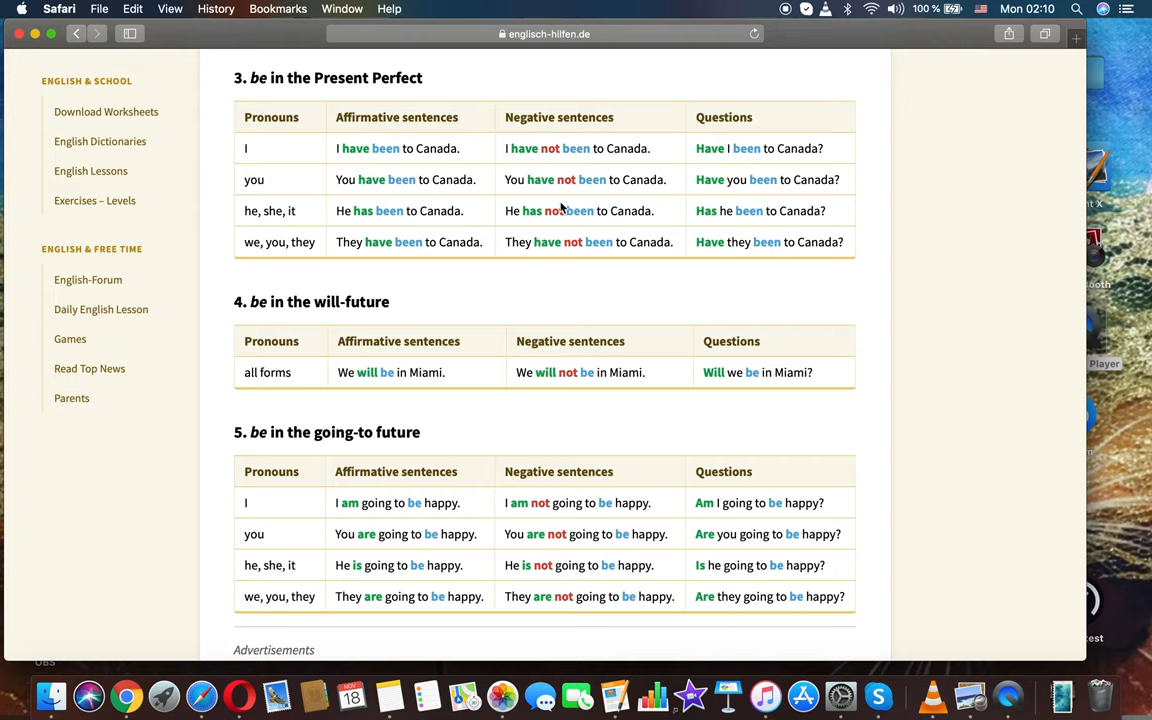 Safari File Edit View History Bookmarks Window Help 100 % Mon 02:10
englisch-hilfen.de
ENGLISH & SCHOOL
Download Worksheets
English Dictionaries
English Lessons
Exercises – Levels
ENGLISH & FREE TIME
English-Forum
Daily English Lesson
Games
Read Top News
Parents
3. be in the Present Perfect
Pronouns Affirmative sentences Negative sentences Questions
I I have been to Canada. I have not been to Canada. Have I been to Canada?
you You have been to Canada. You have not been to Canada. Have you been to Canada?
he, she, it He has been to Canada. He has not been to Canada. Has he been to Canada?
we, you, they They have been to Canada. They have not been to Canada. Have they been to Canada?
4. be in the will-future
Pronouns Affirmative sentences Negative sentences Questions
all forms We will be in Miami. We will not be in Miami. Will we be in Miami?
5. be in the going-to future
Pronouns Affirmative sentences Negative sentences Questions
I I am going to be happy. I am not going to be happy. Am I going to be happy?
you You are going to be happy. You are not going to be happy. Are you going to be happy?
he, she, it He is going to be happy. He is not going to be happy. Is he going to be happy?
we, you, they They are going to be happy. They are not going to be happy. Are they going to be happy?
Advertisements
Player
OBS
NOV
18